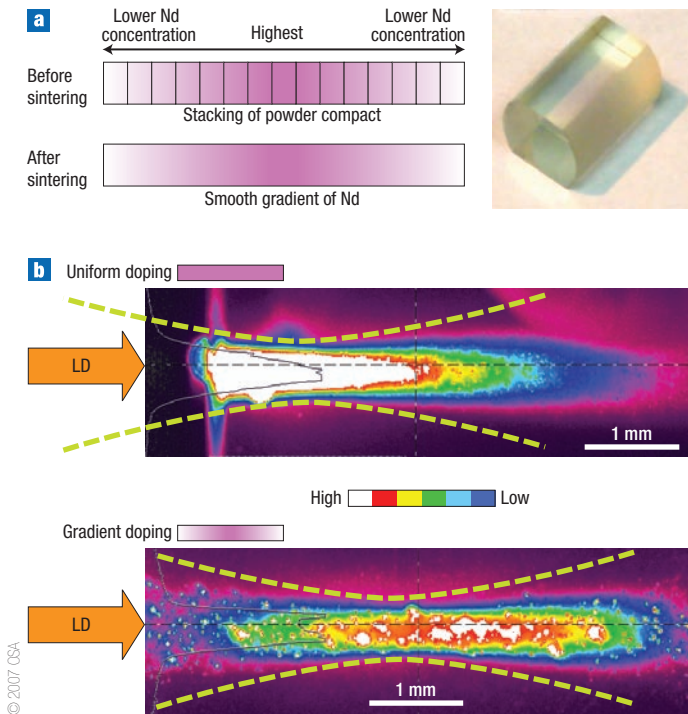 a
Lower Nd
concentration
Highest
Lower Nd
concentration
Before
sintering
Stacking of powder compact
After
sintering
Smooth gradient of Nd
b
Uniform doping
LD
1 mm
High
Low
Gradient doping
LD
1 mm
© 2007 OSA